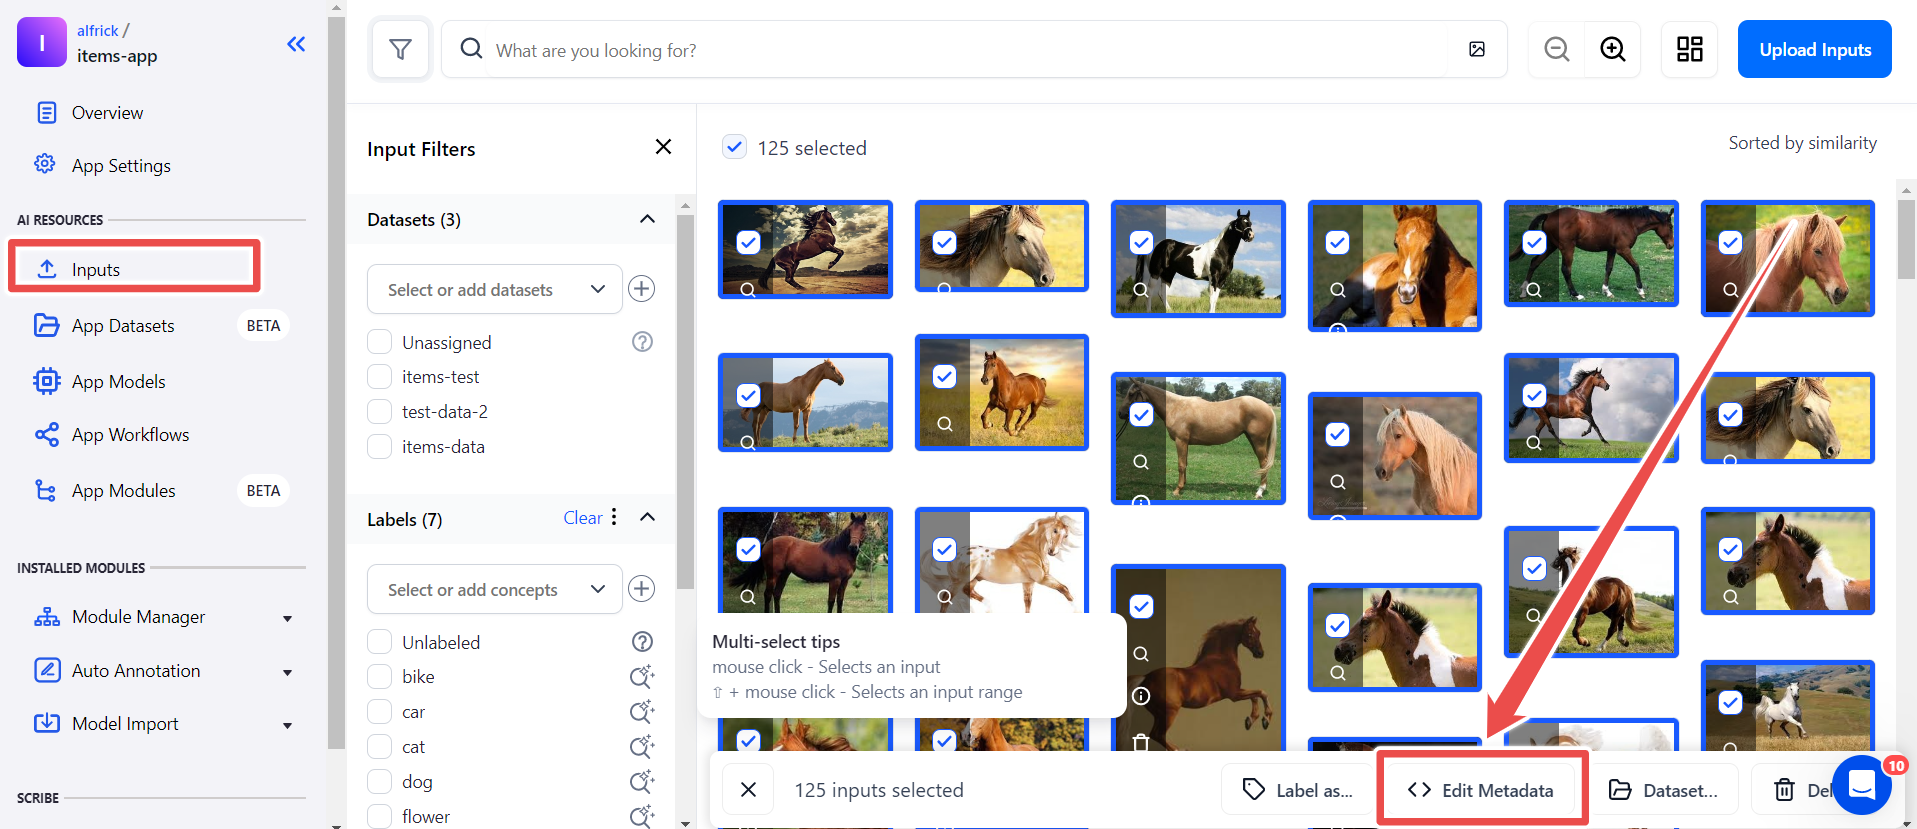 I
alfrick /
items-app
Overview
App Settings
AI RESOURCES
Inputs
App Datasets BETA
App Models
App Workflows
App Modules BETA
INSTALLED MODULES
Module Manager
Auto Annotation
Model Import
SCRIBE
What are you looking for?
Upload Inputs
Input Filters
Datasets (3)
Select or add datasets
Unassigned
items-test
test-data-2
items-data
Labels (7) Clear
Select or add concepts
Unlabeled
bike
car
cat
dog
flower
125 selected
Sorted by similarity
Multi-select tips
mouse click - Selects an input
⇧ + mouse click - Selects an input range
125 inputs selected
Label as...
Edit Metadata
Dataset...
Del
10